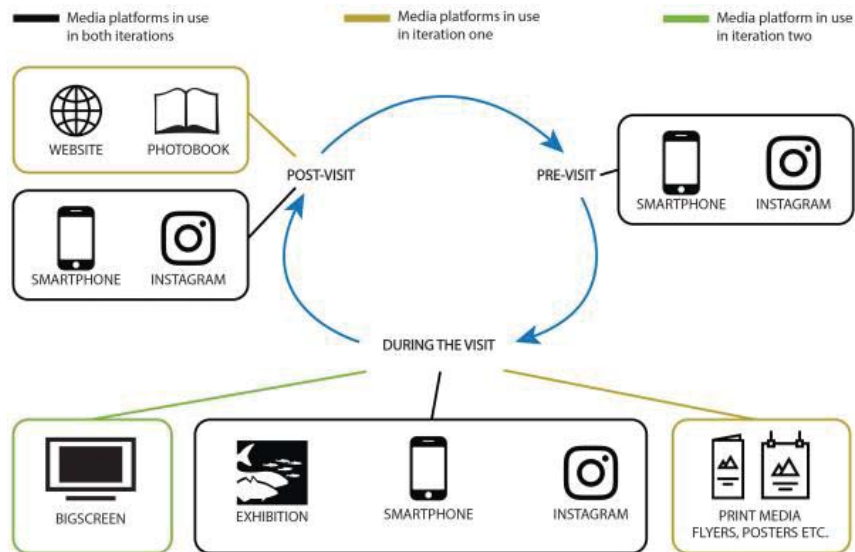 Media platforms in use
in both iterations
Media platforms in use
in iteration one
Media platform in use
in iteration two
WEBSITE
PHOTOBOOK
POST-VISIT
PRE-VISIT
SMARTPHONE
INSTAGRAM
SMARTPHONE
INSTAGRAM
DURING THE VISIT
BIGSCREEN
EXHIBITION
SMARTPHONE
INSTAGRAM
PRINT MEDIA
FLYERS, POSTERS ETC.